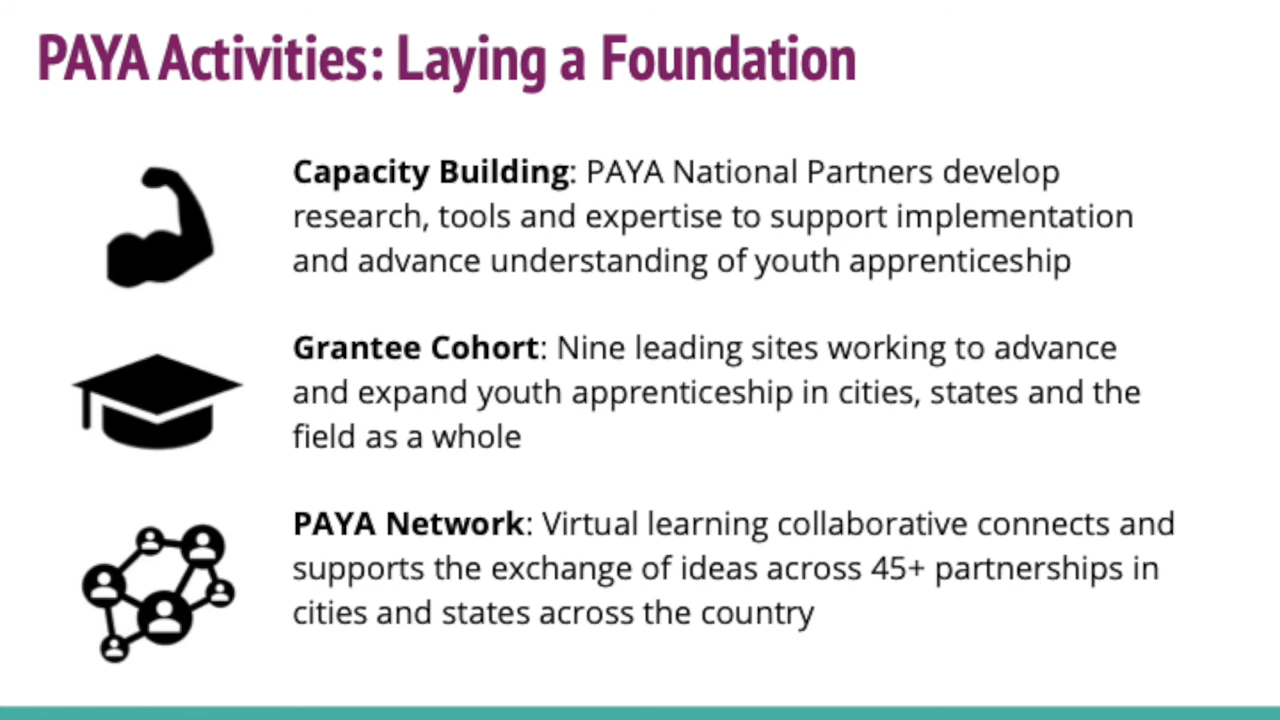 PAYA Activities: Laying a Foundation
Capacity Building: PAYA National Partners develop
research, tools and expertise to support implementation
and advance understanding of youth apprenticeship
Grantee Cohort: Nine leading sites working to advance
and expand youth apprenticeship in cities, states and the
field as a whole
PAYA Network: Virtual learning collaborative connects and
supports the exchange of ideas across 45+ partnerships in
cities and states across the country